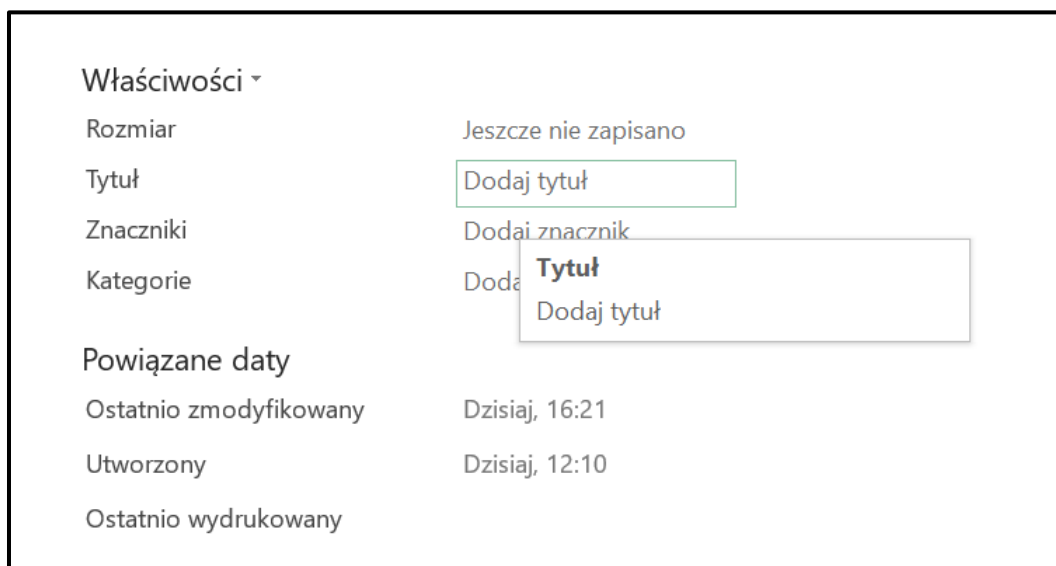 Właściwości
Rozmiar Jeszcze nie zapisano
Tytuł Dodaj tytuł
Znaczniki Dodaj znacznik
Kategorie
Tytuł
Dodaj tytuł
Powiązane daty
Ostatnio zmodyfikowany Dzisiaj, 16:21
Utworzony Dzisiaj, 12:10
Ostatnio wydrukowany